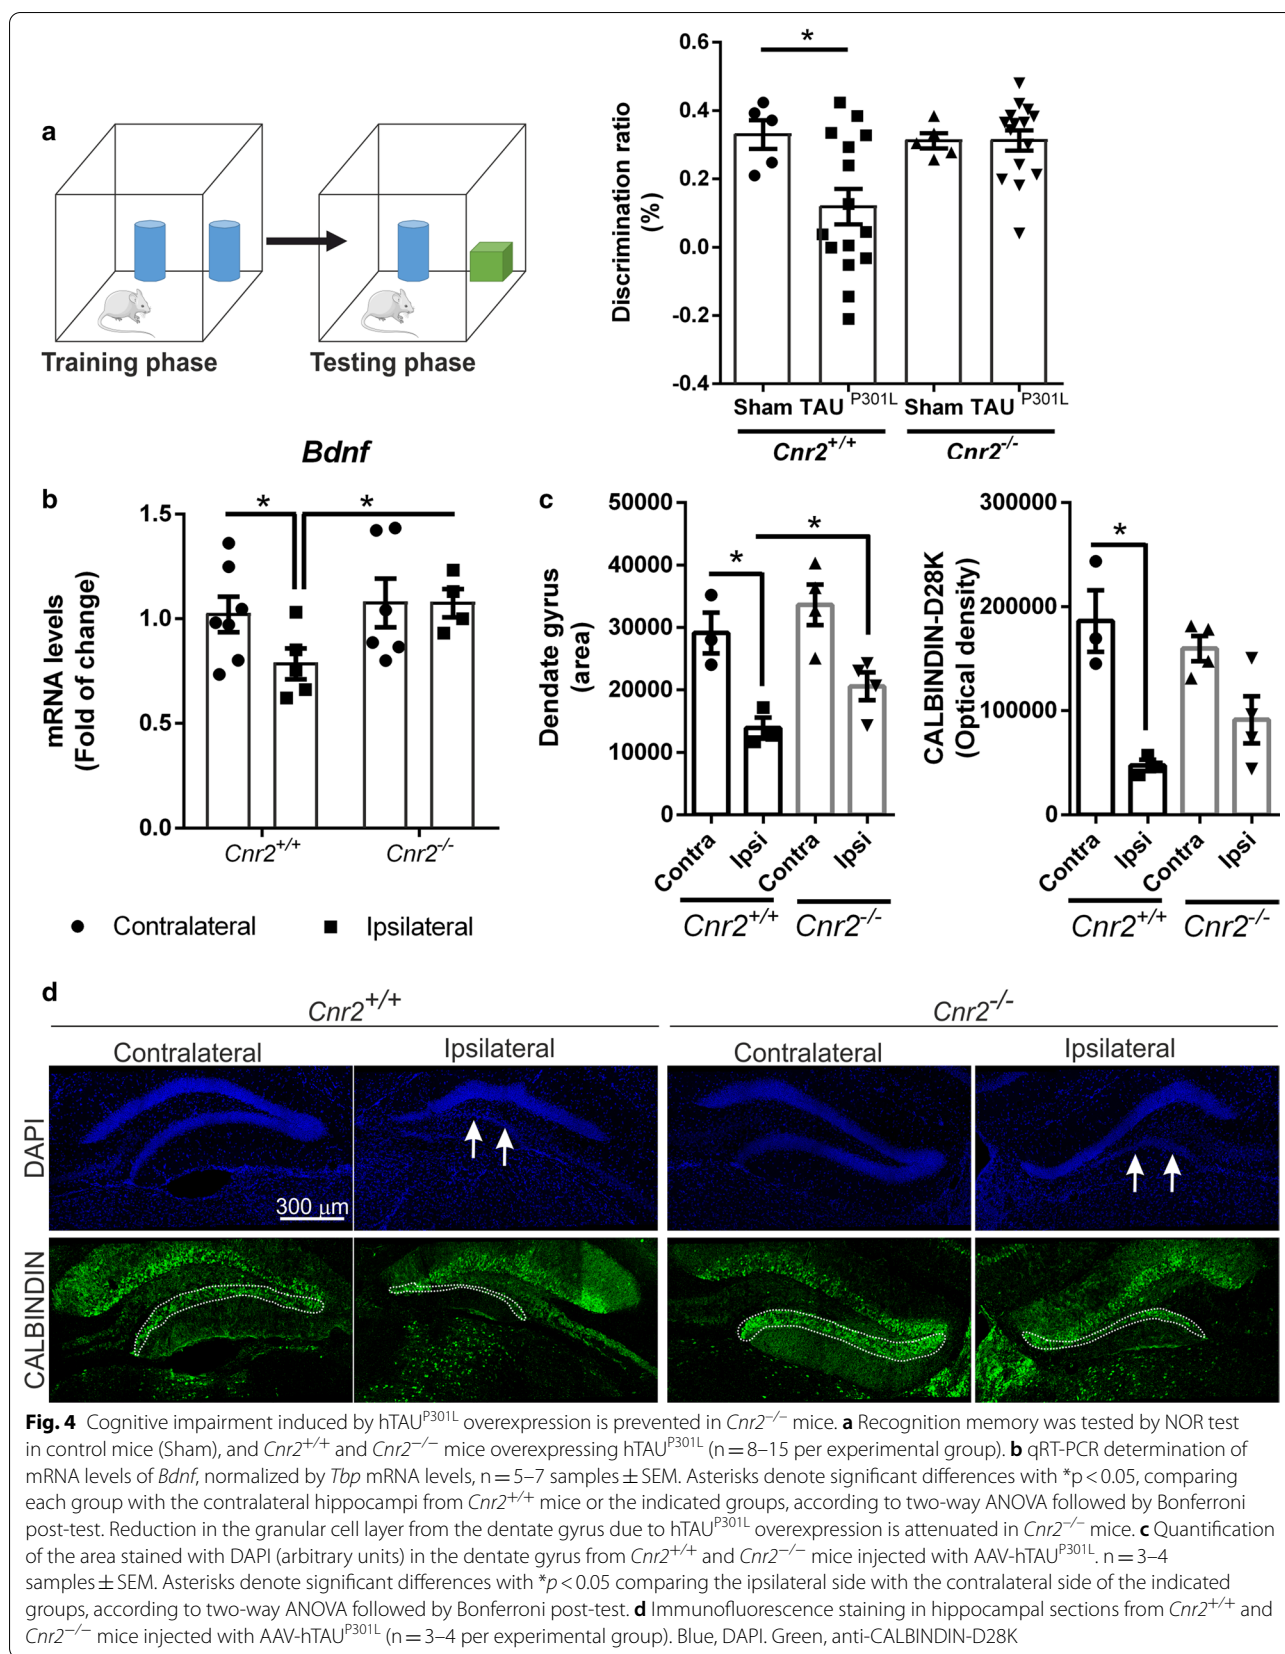 a
Training phase
Testing phase
Discrimination ratio
(%)
0.6
0.4
0.2
0.0
-0.2
-0.4
*
Sham TAU P301L Sham TAU P301L
Cnr2+/+ Cnr2-/-
b
Bdnf
mRNA levels
(Fold of change)
1.5
1.0
0.5
0.0
* *
Cnr2+/+ Cnr2-/-
● Contralateral ■ Ipsilateral
c
Dendate gyrus
(area)
50000
40000
30000
20000
10000
0
* *
Contra Ipsi Contra Ipsi
Cnr2+/+ Cnr2-/-
CALBINDIN-D28K
(Optical density)
300000
200000
100000
0
*
Contra Ipsi Contra Ipsi
Cnr2+/+ Cnr2-/-
d
Cnr2+/+ Cnr2-/-
Contralateral Ipsilateral Contralateral Ipsilateral
DAPI
300 µm
CALBINDIN
Fig. 4 Cognitive impairment induced by hTAUP301L overexpression is prevented in Cnr2−/− mice. a Recognition memory was tested by NOR test
in control mice (Sham), and Cnr2+/+ and Cnr2−/− mice overexpressing hTAUP301L (n = 8–15 per experimental group). b qRT-PCR determination of
mRNA levels of Bdnf, normalized by Tbp mRNA levels, n = 5–7 samples ± SEM. Asterisks denote significant differences with *p < 0.05, comparing
each group with the contralateral hippocampi from Cnr2+/+ mice or the indicated groups, according to two-way ANOVA followed by Bonferroni
post-test. Reduction in the granular cell layer from the dentate gyrus due to hTAUP301L overexpression is attenuated in Cnr2−/− mice. c Quantification
of the area stained with DAPI (arbitrary units) in the dentate gyrus from Cnr2+/+ and Cnr2−/− mice injected with AAV-hTAUP301L. n = 3–4
samples ± SEM. Asterisks denote significant differences with *p < 0.05 comparing the ipsilateral side with the contralateral side of the indicated
groups, according to two-way ANOVA followed by Bonferroni post-test. d Immunofluorescence staining in hippocampal sections from Cnr2+/+ and
Cnr2−/− mice injected with AAV-hTAUP301L (n = 3–4 per experimental group). Blue, DAPI. Green, anti-CALBINDIN-D28K